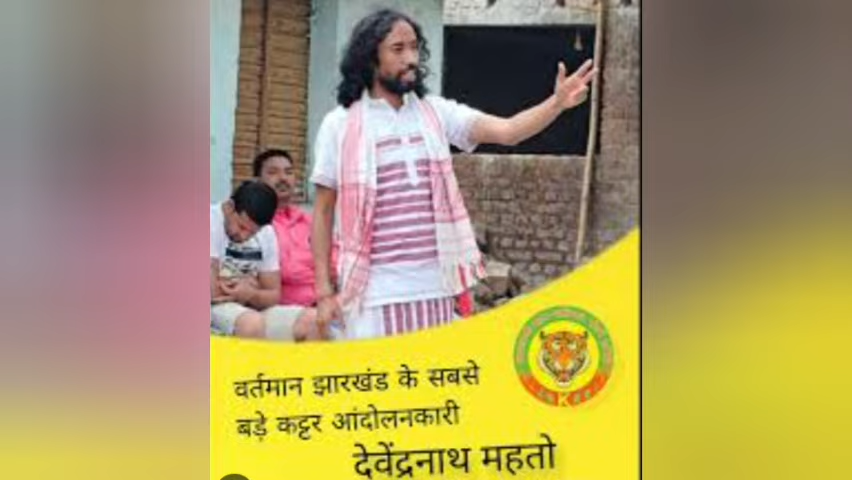 वर्तमान झारखंड के सबसे
बड़े कट्टर आंदोलनकारी
देवेंद्रनाथ महतो